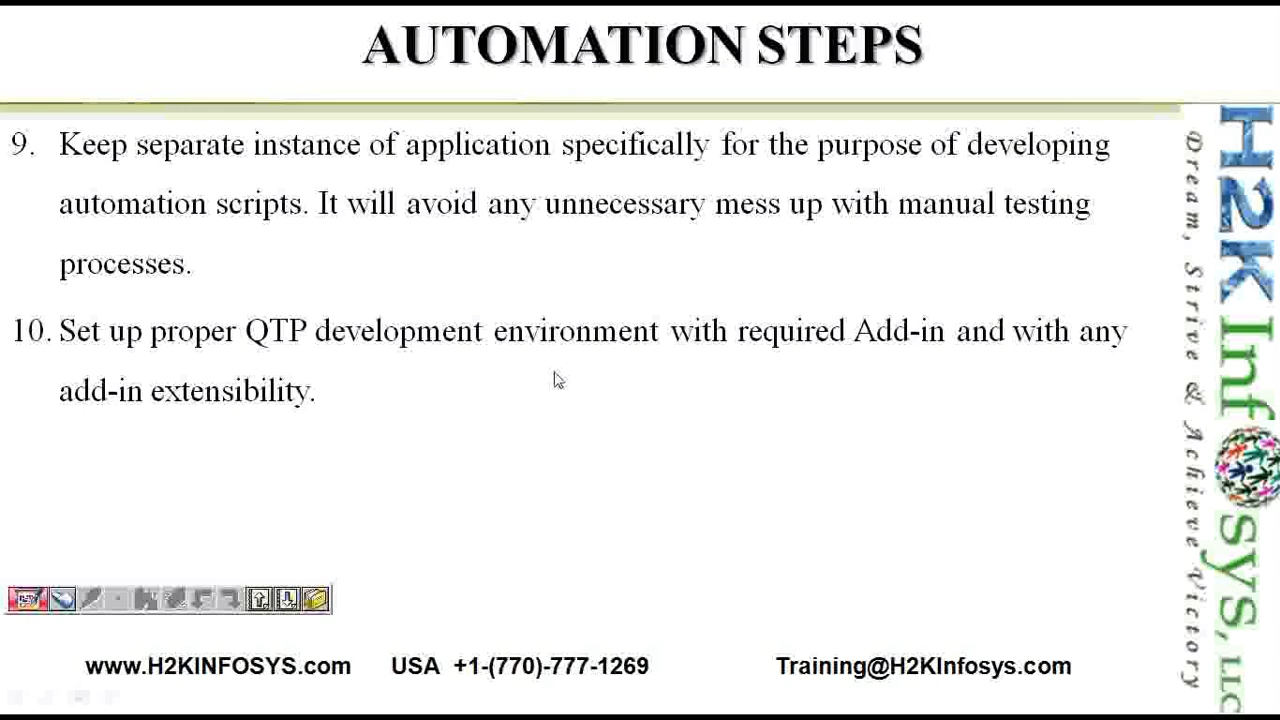 AUTOMATION STEPS
9. Keep separate instance of application specifically for the purpose of developing
automation scripts. It will avoid any unnecessary mess up with manual testing
processes.
10. Set up proper QTP development environment with required Add-in and with any
add-in extensibility.
www.H2KINFOSYS.com USA +1-(770)-777-1269 Training@H2KInfosys.com
Dream, Strive & Achieve Victory
H2K Infosys, LLC